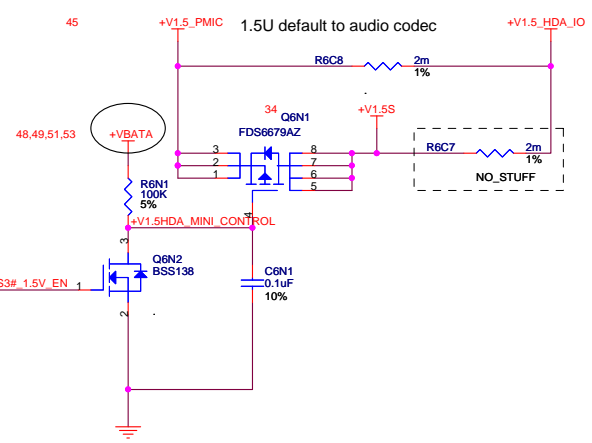 45
+V1.5_PMIC
1.5U default to audio codec
+V1.5_HDA_IO
R6C8
2m
1%
34
Q6N1
FDS6679AZ
+V1.5S
48,49,51,53
+VBATA
3
2
1
8
7
6
5
R6C7
2m
1%
NO_STUFF
R6N1
100K
5%
4
+V1.5HDA_MINI_CONTROL
3
Q6N2
BSS138
S3#_1.5V_EN
1
C6N1
0.1uF
10%
2